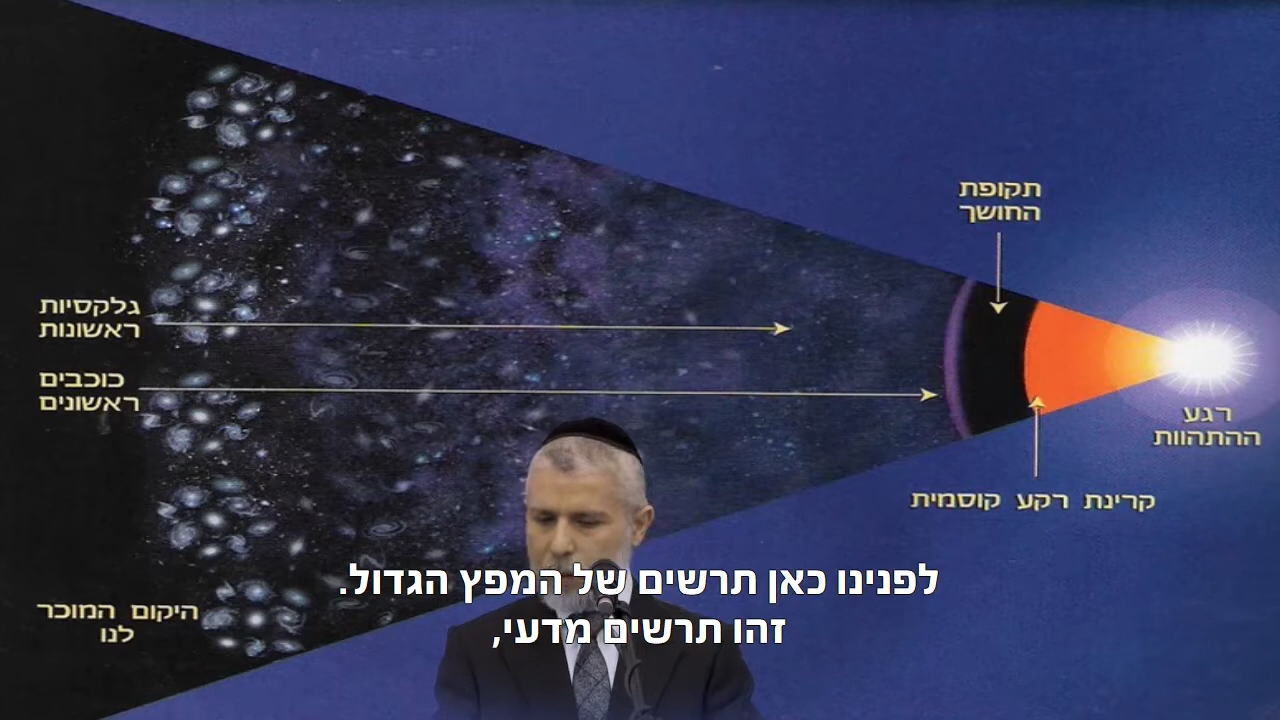 תקופת
החושך
גלקסיות
ראשונות
כוכבים
ראשונים
רגע
ההתהוות
קרינת רקע קוסמית
היקום המוכר
לנו
לפנינו כאן תרשים של המפץ הגדול.
זהו תרשים מדעי,